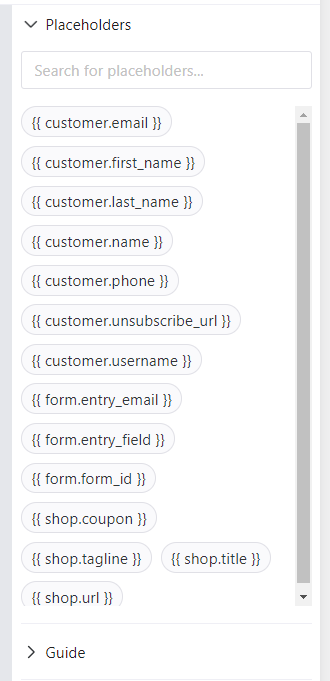 Placeholders
Search for placeholders...
{{ customer.email }}
{{ customer.first_name }}
{{ customer.last_name }}
{{ customer.name }}
{{ customer.phone }}
{{ customer.unsubscribe_url }}
{{ customer.username }}
{{ form.entry_email }}
{{ form.entry_field }}
{{ form.form_id }}
{{ shop.coupon }}
{{ shop.tagline }} {{ shop.title }}
{{ shop.url }}
Guide